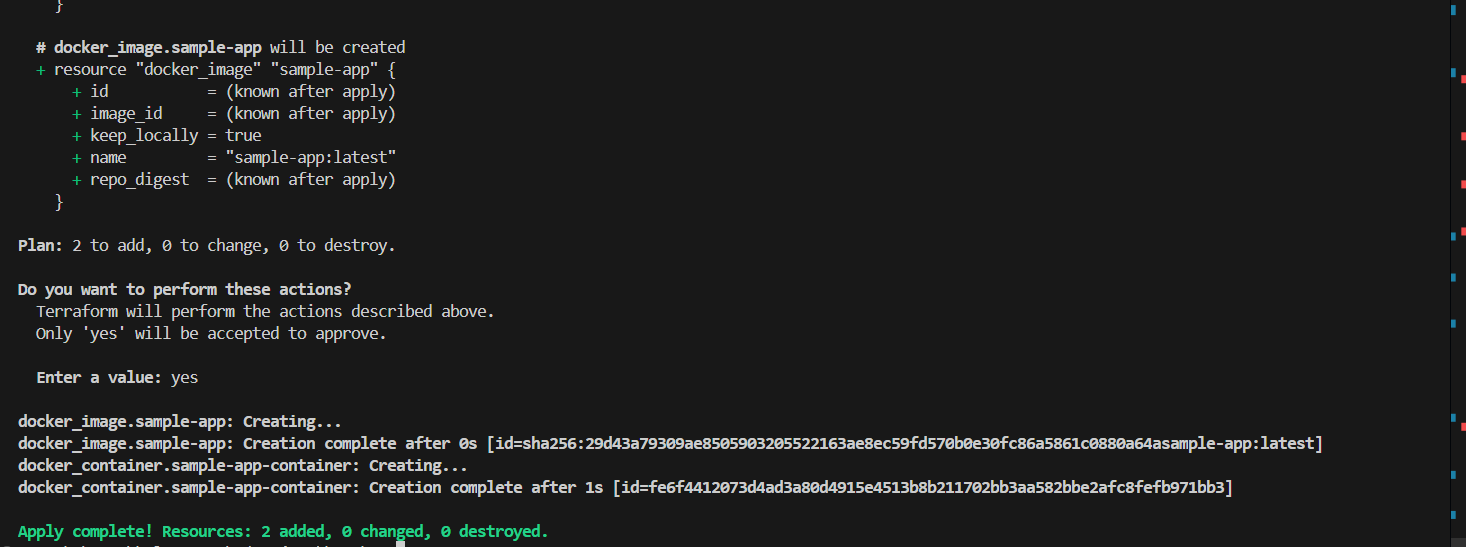 }
# docker_image.sample-app will be created
+ resource "docker_image" "sample-app" {
+ id = (known after apply)
+ image_id = (known after apply)
+ keep_locally = true
+ name = "sample-app:latest"
+ repo_digest = (known after apply)
}
Plan: 2 to add, 0 to change, 0 to destroy.
Do you want to perform these actions?
Terraform will perform the actions described above.
Only 'yes' will be accepted to approve.
Enter a value: yes
docker_image.sample-app: Creating...
docker_image.sample-app: Creation complete after 0s [id=sha256:29d43a79309ae8505903205522163ae8ec59fd570b0e30fc86a5861c0880a64asample-app:latest]
docker_container.sample-app-container: Creating...
docker_container.sample-app-container: Creation complete after 1s [id=fe6f4412073d4ad3a80d4915e4513b8b211702bb3aa582bbe2afc8fefb971bb3]
Apply complete! Resources: 2 added, 0 changed, 0 destroyed.